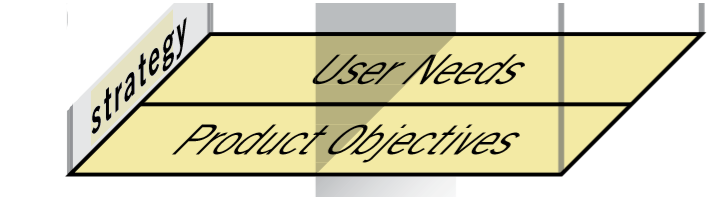 strategy
User Needs
Product Objectives